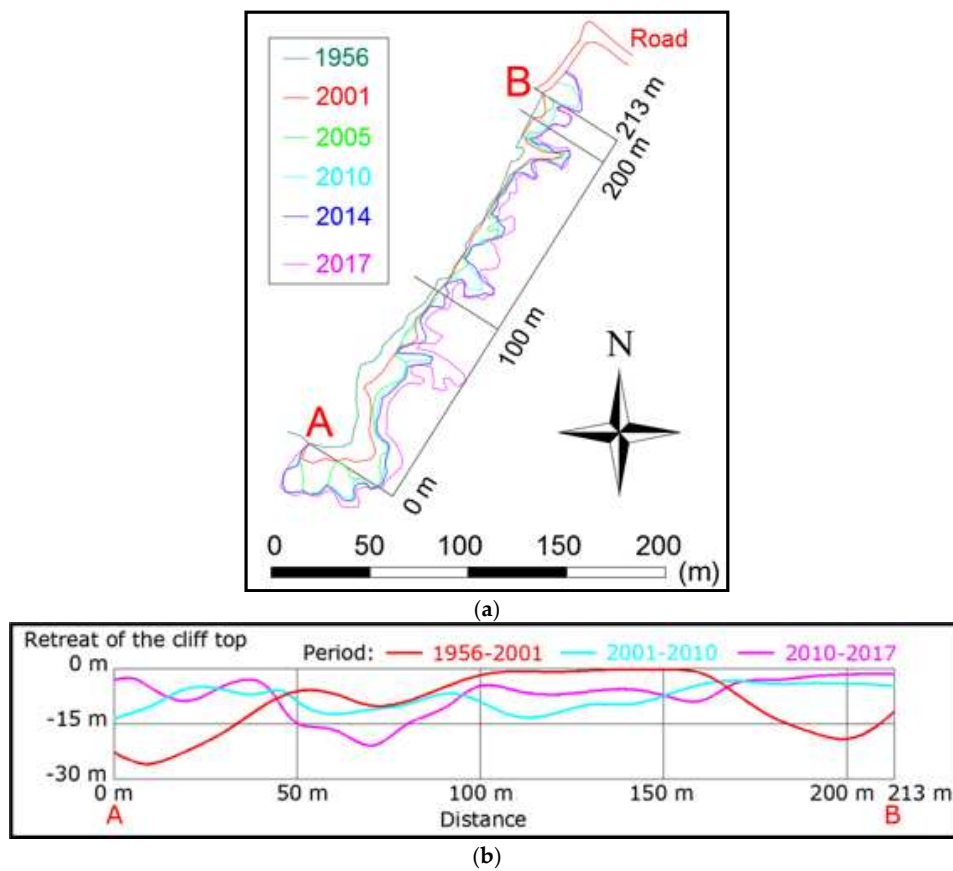 1956
2001
2005
2010
2014
2017
Road
B
213 m
200 m
100 m
A
0 m
N
0 50 100 150 200
(m)
(a)
Retreat of the cliff top
Period: 1956-2001 2001-2010 2010-2017
0 m
-15 m
-30 m
0 m 50 m 100 m 150 m 200 m 213 m
A Distance B
(b)